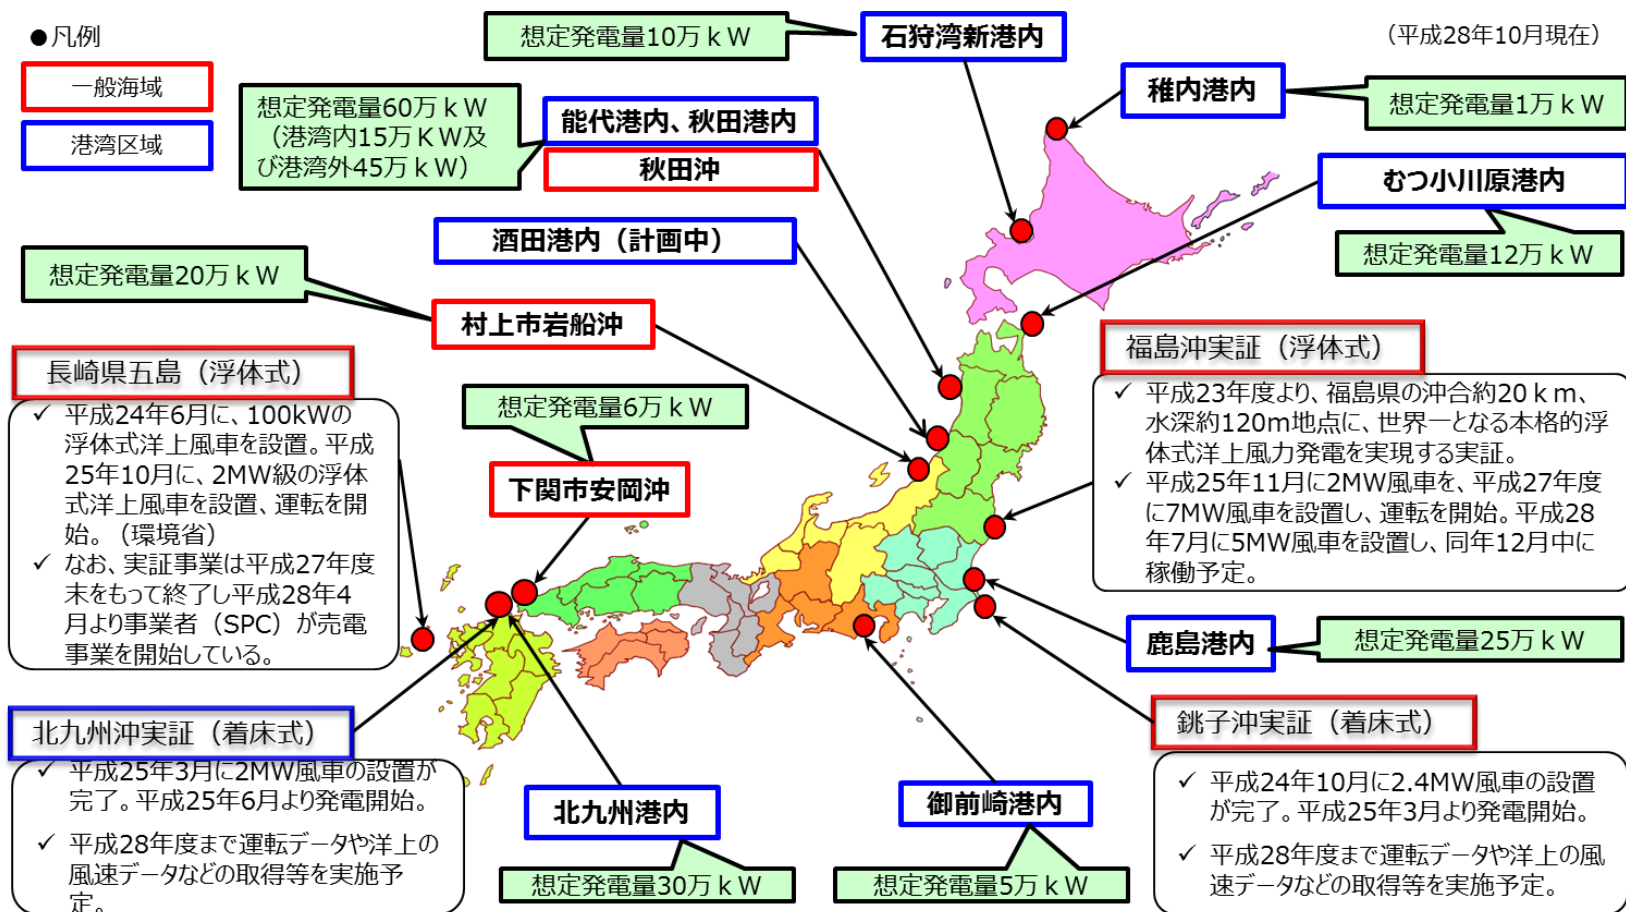 ●凡例
一般海域
港湾区域
(平成28年10月現在)
想定発電量10万ｋW
石狩湾新港内
稚内港内
想定発電量1万ｋW
想定発電量60万ｋW
（港湾内15万KW及
び港湾外45万ｋW）
能代港内、秋田港内
秋田沖
むつ小川原港内
想定発電量12万ｋW
酒田港内（計画中）
想定発電量20万ｋW
村上市岩船沖
長崎県五島（浮体式）
✓ 平成24年6月に、100kWの
浮体式洋上風車を設置。平成
25年10月に、2MW級の浮体
式洋上風車を設置、運転を開
始。（環境省）
✓ なお、実証事業は平成27年度
末をもって終了し平成28年4
月より事業者（SPC）が売電
事業を開始している。
想定発電量6万ｋW
下関市安岡沖
福島沖実証（浮体式）
✓ 平成23年度より、福島県の沖合約20ｋm、
水深約120m地点に、世界一となる本格的浮
体式洋上風力発電を実現する実証。
✓ 平成25年11月に2MW風車を、平成27年度
に7MW風車を設置し、運転を開始。平成28
年7月に5MW風車を設置し、同年12月中に
稼働予定。
鹿島港内
想定発電量25万ｋW
北九州沖実証（着床式）
✓ 平成25年3月に2MW風車の設置が
完了。平成25年6月より発電開始。
✓ 平成28年度まで運転データや洋上の
風速データなどの取得等を実施予
定。
北九州港内
想定発電量30万ｋW
御前崎港内
想定発電量5万ｋW
銚子沖実証（着床式）
✓ 平成24年10月に2.4MW風車の設置
が完了。平成25年3月より発電開始。
✓ 平成28年度まで運転データや洋上の風
速データなどの取得等を実施予定。